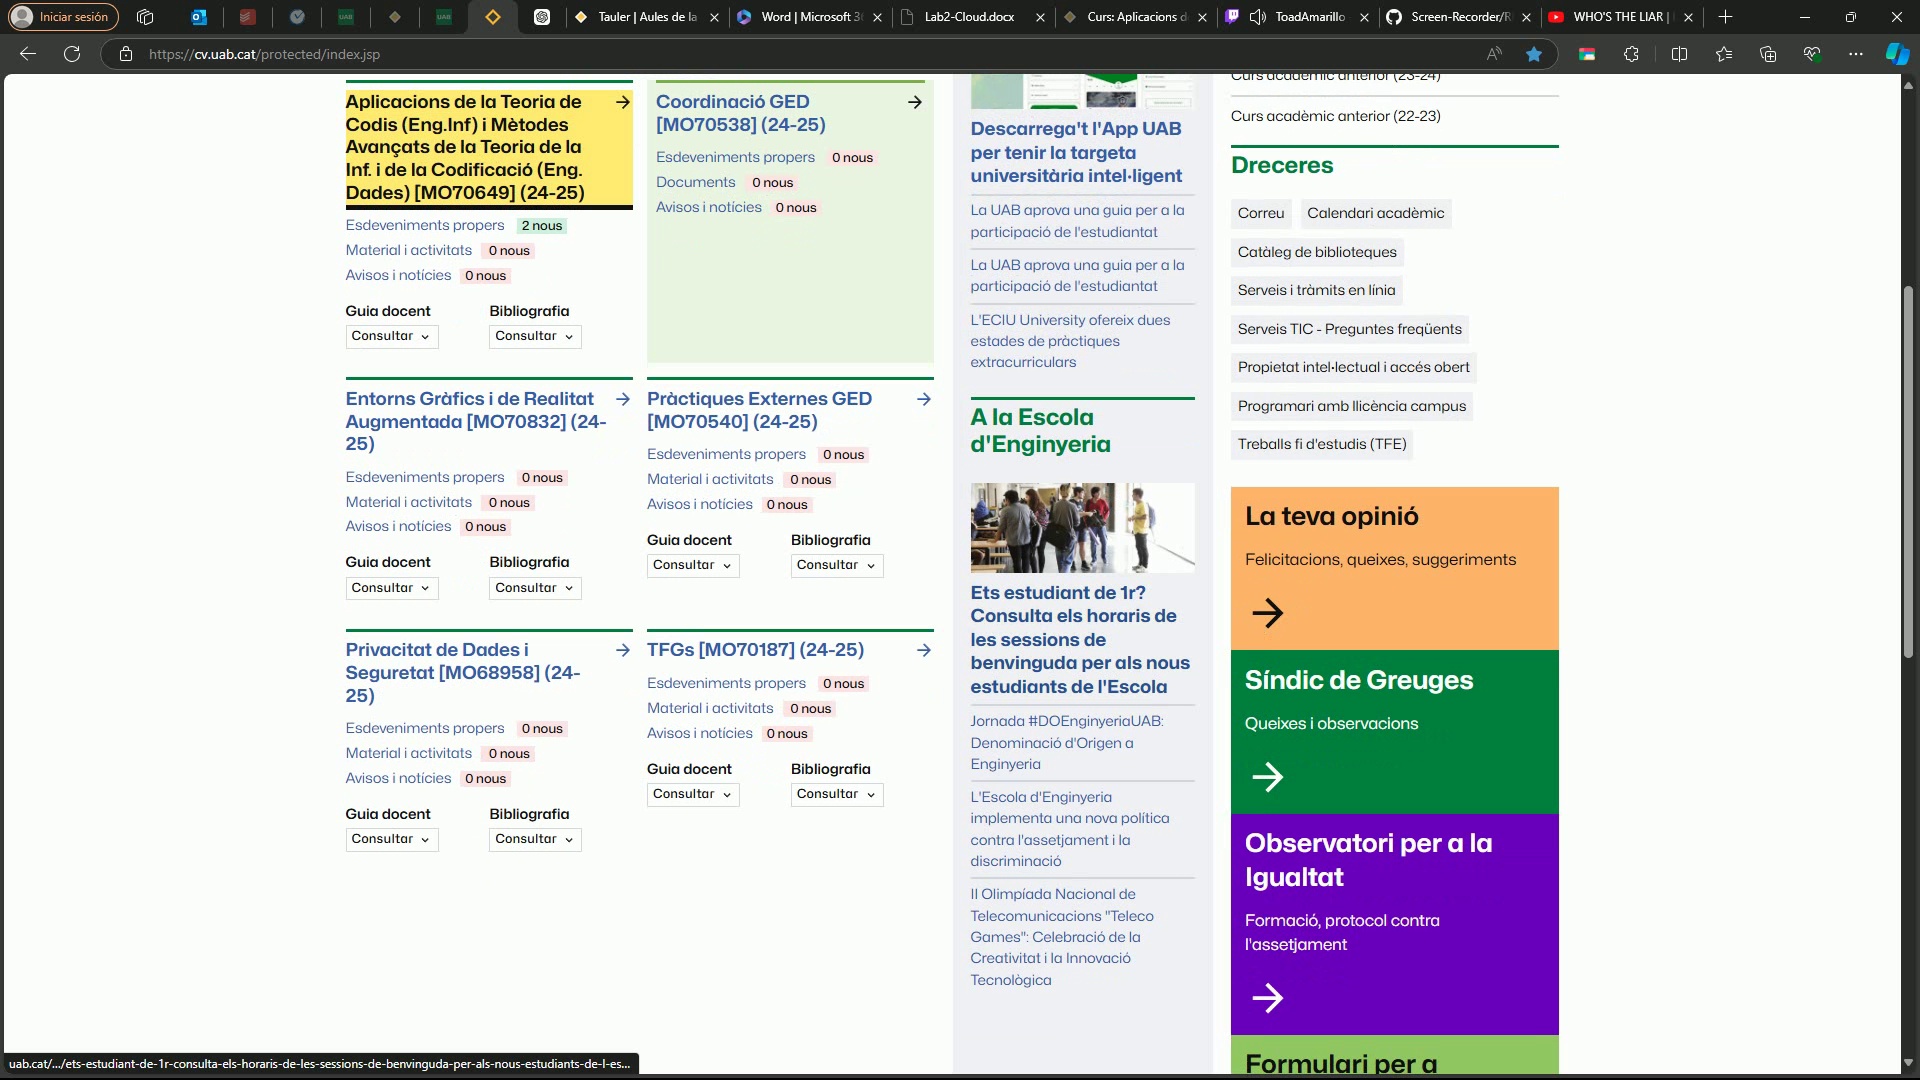 Iniciar sesión
Tauler | Aules de la
Word | Microsoft 3
Lab2-Cloud.docx
Curs: Aplicacions d
ToadAmarillo
Screen-Recorder/R
WHO'S THE LIAR |
https://cv.uab.cat/protected/index.jsp
Aplicacions de la Teoria de
Codis (Eng.Inf) i Mètodes
Avançats de la Teoria de la
Inf. i de la Codificació (Eng.
Dades) [MO70649] (24-25)
Esdeveniments propers 2 nous
Material i activitats 0 nous
Avisos i notícies 0 nous
Guia docent Bibliografia
Consultar Consultar
Coordinació GED
[MO70538] (24-25)
Esdeveniments propers 0 nous
Documents 0 nous
Avisos i notícies 0 nous
Entorns Gràfics i de Realitat
Augmentada [MO70832] (24-
25)
Esdeveniments propers 0 nous
Material i activitats 0 nous
Avisos i notícies 0 nous
Guia docent Bibliografia
Consultar Consultar
Pràctiques Externes GED
[MO70540] (24-25)
Esdeveniments propers 0 nous
Material i activitats 0 nous
Avisos i notícies 0 nous
Guia docent Bibliografia
Consultar Consultar
Privacitat de Dades i
Seguretat [MO68958] (24-
25)
Esdeveniments propers 0 nous
Material i activitats 0 nous
Avisos i notícies 0 nous
Guia docent Bibliografia
Consultar Consultar
TFGs [MO70187] (24-25)
Esdeveniments propers 0 nous
Material i activitats 0 nous
Avisos i notícies 0 nous
Guia docent Bibliografia
Consultar Consultar
Descarrega't l'App UAB
per tenir la targeta
universitària intel·ligent
La UAB aprova una guia per a la
participació de l'estudiantat
La UAB aprova una guia per a la
participació de l'estudiantat
L'ECIU University ofereix dues
estades de pràctiques
extracurriculars
A la Escola
d'Enginyeria
Ets estudiant de 1r?
Consulta els horaris de
les sessions de
benvinguda per als nous
estudiants de l'Escola
Jornada #DOEnginyeriaUAB:
Denominació d'Origen a
Enginyeria
L'Escola d'Enginyeria
implementa una nova política
contra l'assetjament i la
discriminació
II Olimpíada Nacional de
Telecomunicacions "Teleco
Games": Celebració de la
Creativitat i la Innovació
Tecnològica
Curs acadèmic anterior (23-24)
Curs acadèmic anterior (22-23)
Dreceres
Correu Calendari acadèmic
Catàleg de biblioteques
Serveis i tràmits en línia
Serveis TIC - Preguntes freqüents
Propietat intel·lectual i accés obert
Programari amb llicència campus
Treballs fi d'estudis (TFE)
La teva opinió
Felicitacions, queixes, suggeriments
Síndic de Greuges
Queixes i observacions
Observatori per a la
Igualtat
Formació, protocol contra
l'assetjament
Formulari per a
uab.cat/.../ets-estudiant-de-1r-consulta-els-horaris-de-les-sessions-de-benvinguda-per-als-nous-estudiants-de-l-es...